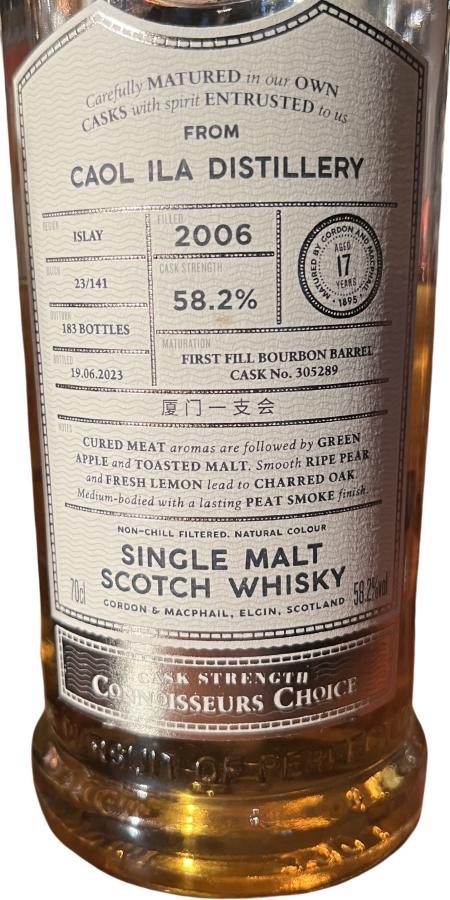 Carefully MATURED in our OWN
CASKS with spirit ENTRUSTED to us
FROM
CAOL ILA DISTILLERY
REGION
ISLAY
BATCH
23/141
OUTTURN
183 BOTTLES
BOTTLED
19.06.2023
FILLED
2006
CASK STRENGTH
58.2%
MATURED BY GORDON AND MACPHAIL
AGED
17
YEARS
· 1895 ·
MATURATION
FIRST FILL BOURBON BARREL
CASK No. 305289
厦门一支会
NOTES
CURED MEAT aromas are followed by GREEN
APPLE and TOASTED MALT. Smooth RIPE PEAR
and FRESH LEMON lead to CHARRED OAK
Medium-bodied with a lasting PEAT SMOKE finish.
NON-CHILL FILTERED. NATURAL COLOUR
SINGLE MALT
SCOTCH WHISKY
70cl
58.2%vol
GORDON & MACPHAIL, ELGIN, SCOTLAND
CASK STRENGTH
CONNOISSEURS CHOICE